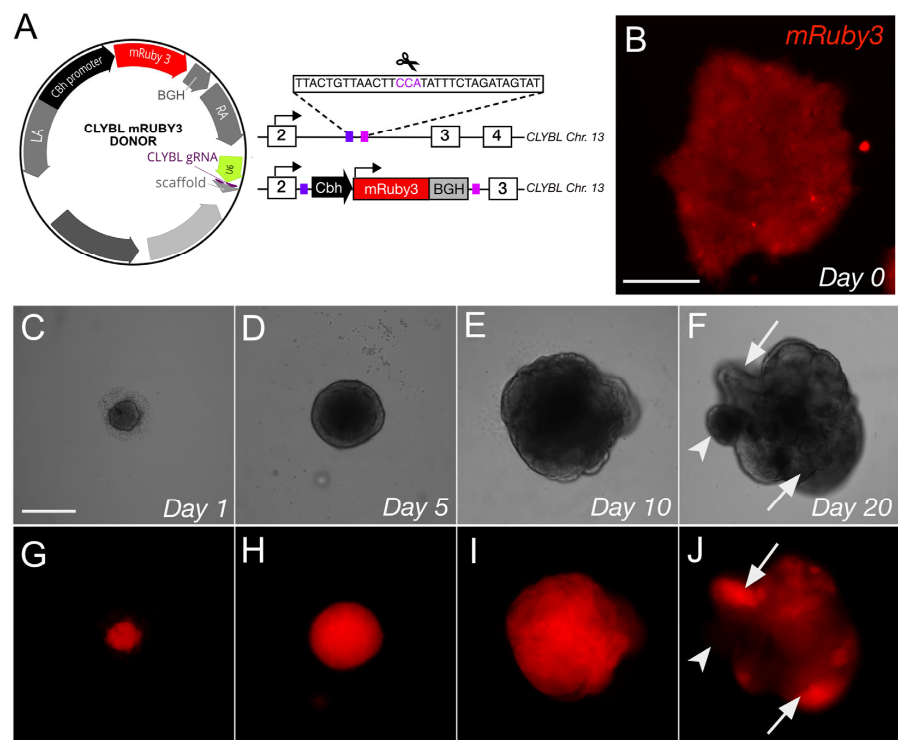 A
CBh promoter
mRuby 3
BGH
RA
LA
CLYBL mRUBY3
DONOR
CLYBL gRNA
U6
scaffold
TTACTGTTAACTTCCATATTTCTAGATAGTAT
2
3
4
CLYBL Chr. 13
2
Cbh
mRuby3
BGH
3
CLYBL Chr. 13
B
mRuby3
Day 0
C
Day 1
D
Day 5
E
Day 10
F
Day 20
G
H
I
J